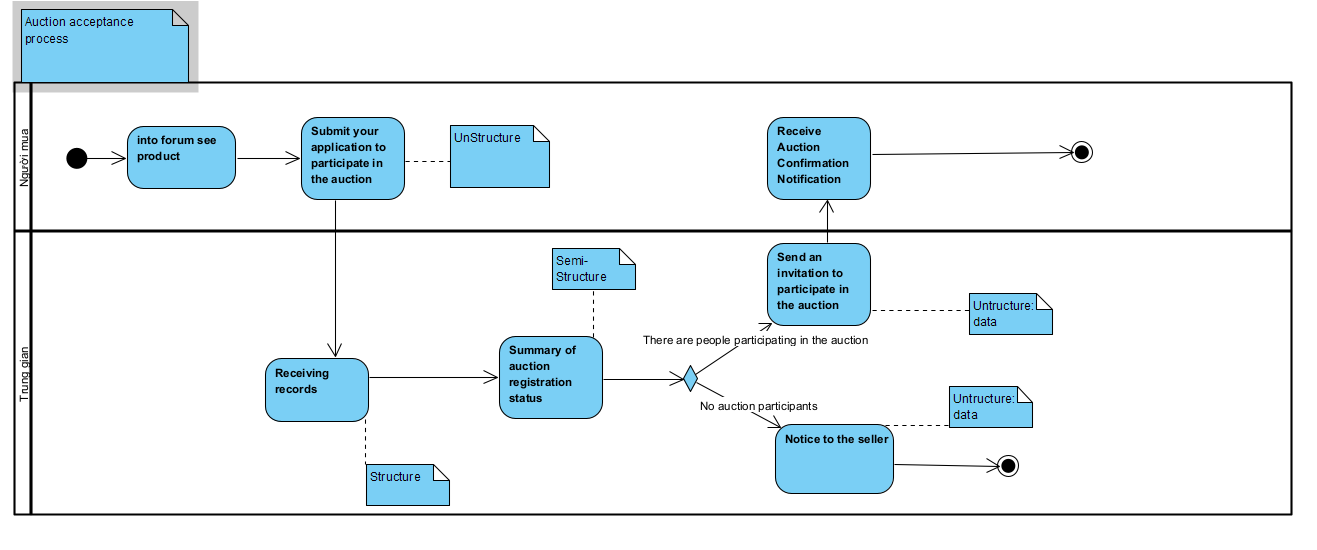 Auction acceptance
process
Người mua
into forum see
product
Submit your
application to
participate in
the auction
UnStructure
Receive
Auction
Confirmation
Notification
Trung gian
Receiving
records
Structure
Semi-
Structure
Summary of
auction
registration
status
There are people participating in the auction
No auction participants
Send an
invitation to
participate in
the auction
Untructure:
data
Notice to the seller
Untructure:
data